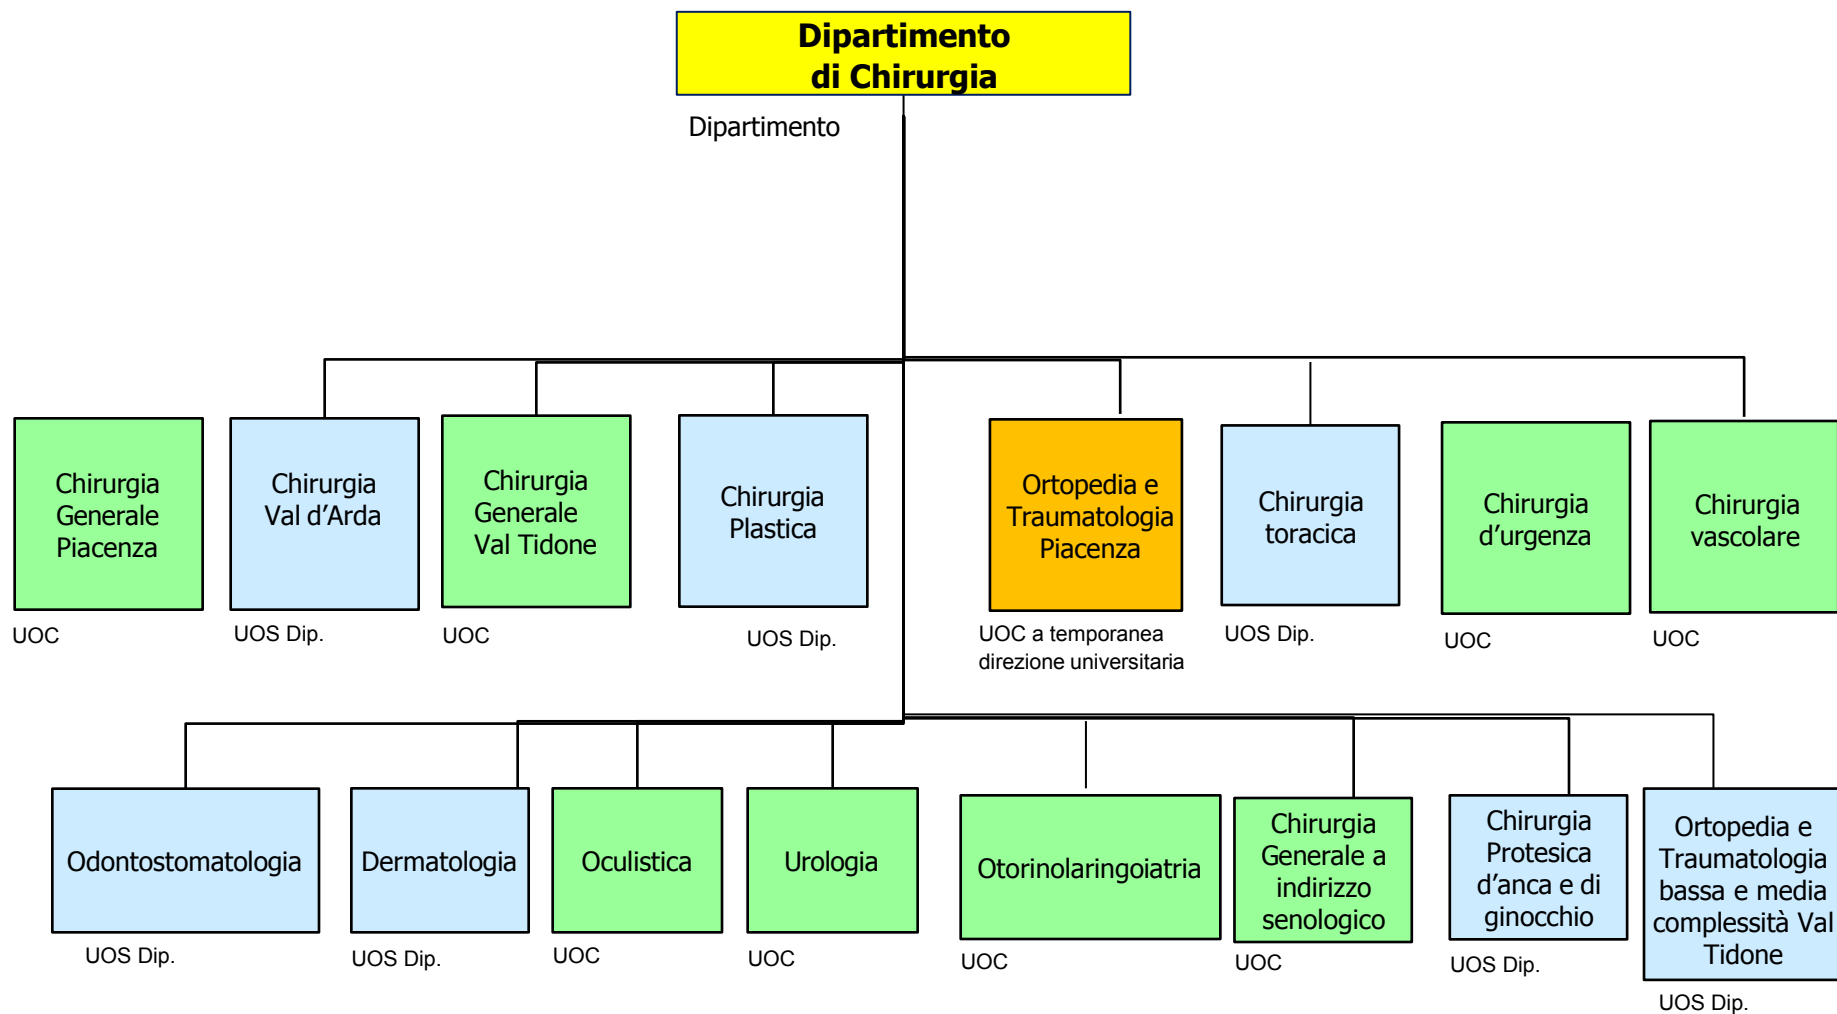 Dipartimento
di Chirurgia
Dipartimento
Chirurgia
Generale
Piacenza
UOC
Chirurgia
Val d’Arda
UOS Dip.
Chirurgia
Generale
Val Tidone
UOC
Chirurgia
Plastica
UOS Dip.
Ortopedia e
Traumatologia
Piacenza
UOC a temporanea
direzione universitaria
Chirurgia
toracica
UOS Dip.
Chirurgia
d’urgenza
UOC
Chirurgia
vascolare
UOC
Odontostomatologia
UOS Dip.
Dermatologia
UOS Dip.
Oculistica
UOC
Urologia
UOC
Otorinolaringoiatria
UOC
Chirurgia
Generale a
indirizzo
senologico
UOC
Chirurgia
Protesica
d’anca e di
ginocchio
UOS Dip.
Ortopedia e
Traumatologia
bassa e media
complessità Val
Tidone
UOS Dip.